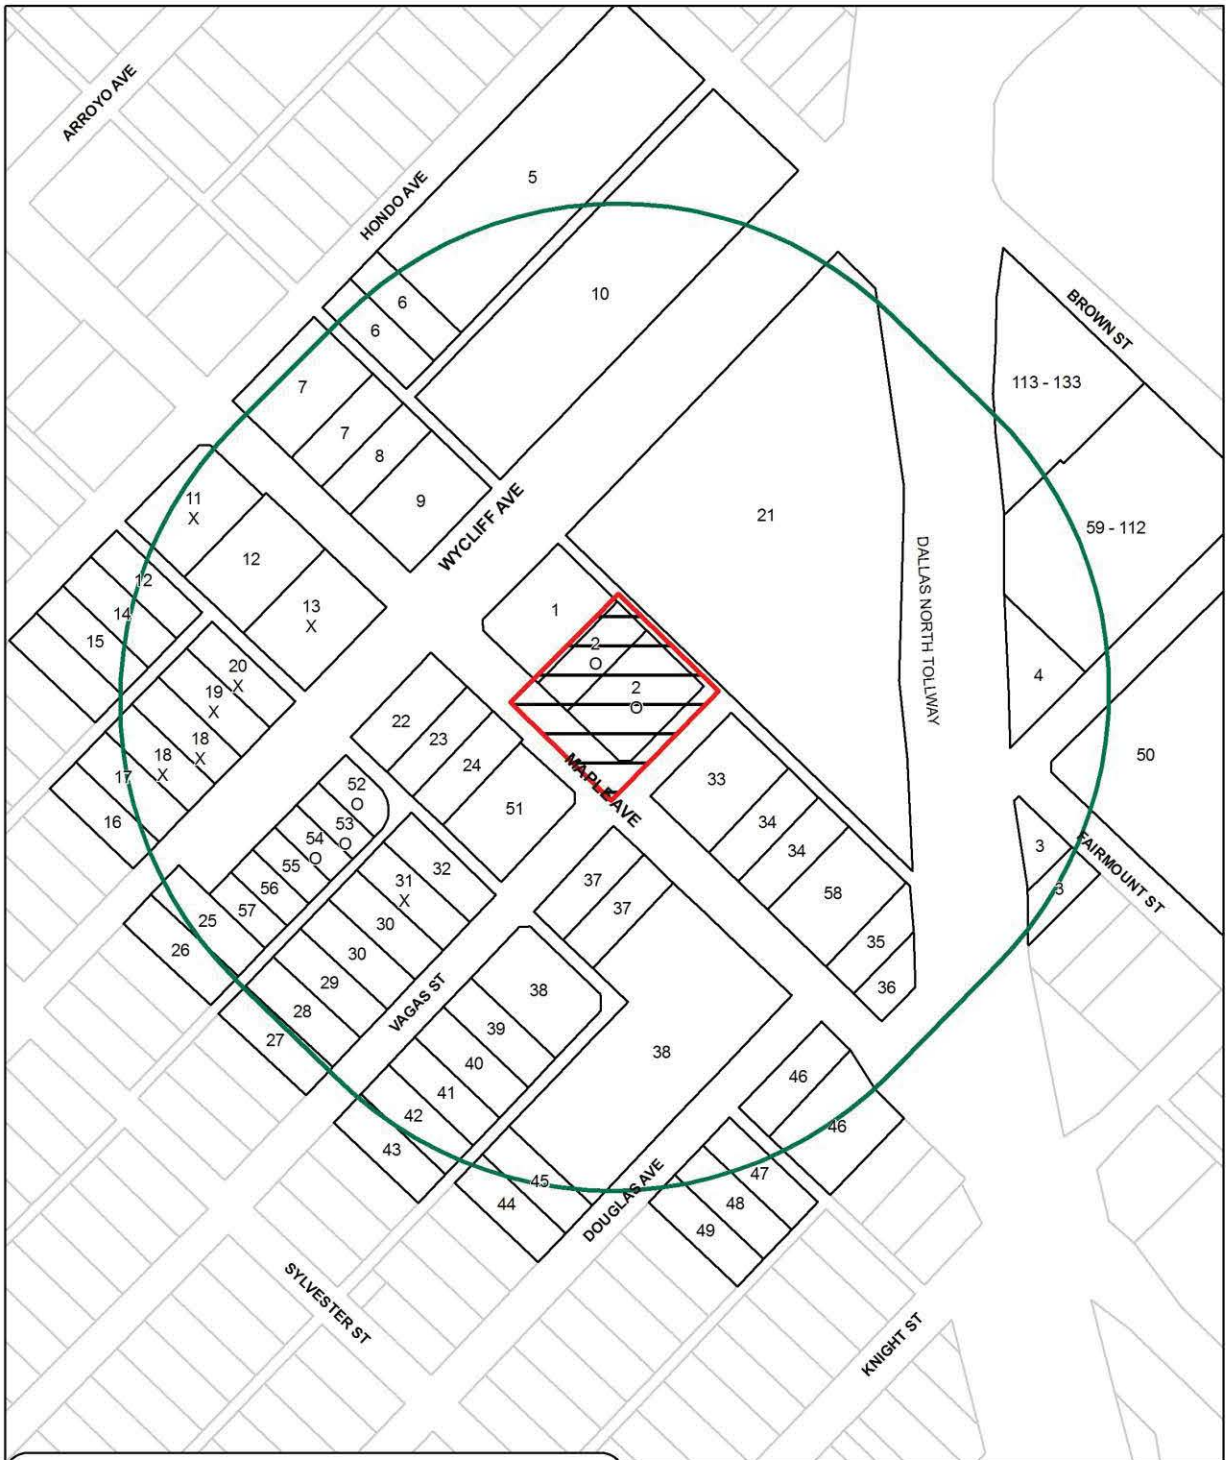 ARROYO AVE
HONDO AVE
5
10
6
6
BROWN ST
113 - 133
7
7
8
9
WYCLIFF AVE
11
X
12
13
X
21
59 - 112
DALLAS NORTH TOLLWAY
12
14
15
1
2
O
2
O
4
20
X
19
X
18
X
18
X
17
16
22
23
24
51
MAPLE AVE
33
34
34
58
35
36
50
3
3
FAIRMOUNT ST
52
O
53
O
54
O
55
56
57
25
26
32
31
X
30
30
29
28
27
VAGAS ST
37
37
38
38
39
40
41
42
43
45
44
46
46
47
48
49
DOUGLAS AVE
SYLVESTER ST
KNIGHT ST